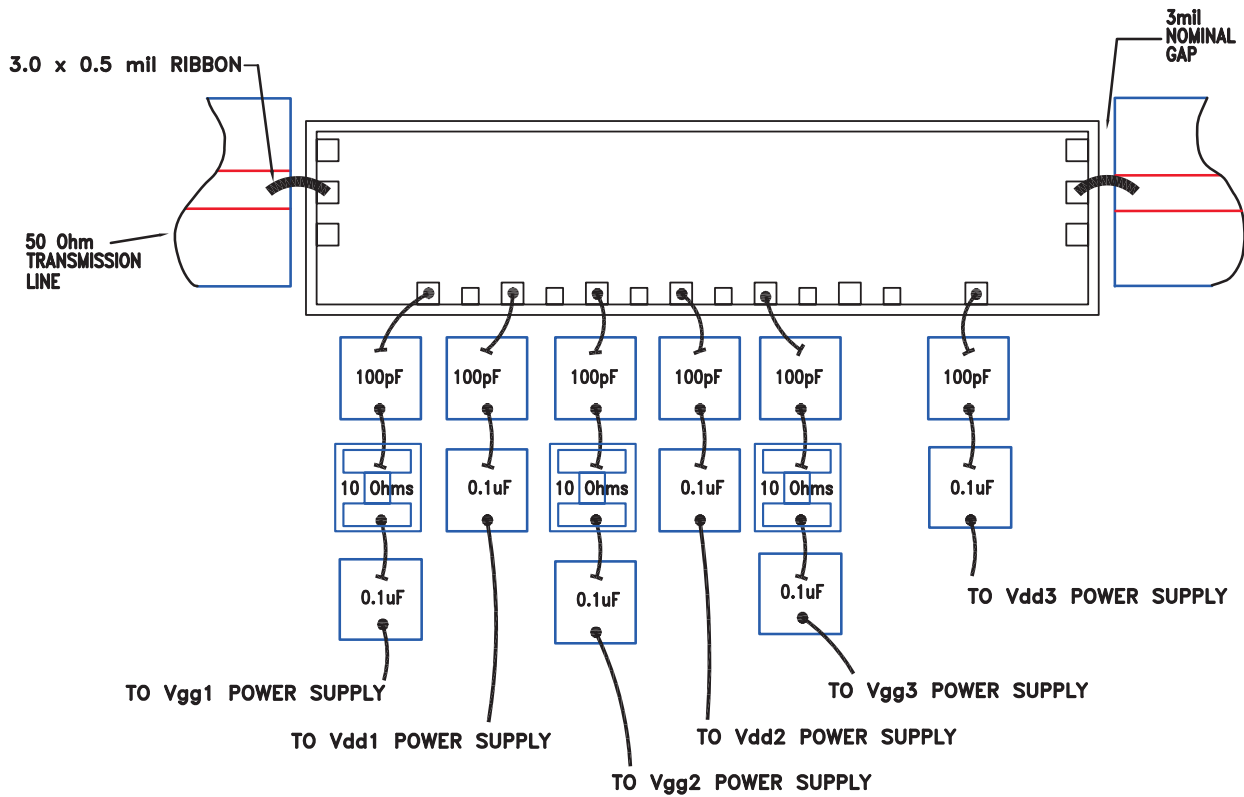 3mil
NOMINAL
GAP
3.0 x 0.5 mil RIBBON
50 Ohm
TRANSMISSION
LINE
100pF
100pF
100pF
100pF
100pF
100pF
10 Ohms
0.1uF
10 Ohms
0.1uF
10 Ohms
0.1uF
0.1uF
0.1uF
0.1uF
TO Vdd3 POWER SUPPLY
TO Vgg1 POWER SUPPLY
TO Vgg3 POWER SUPPLY
TO Vdd1 POWER SUPPLY
TO Vdd2 POWER SUPPLY
TO Vgg2 POWER SUPPLY